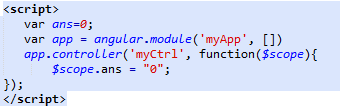 <script>
var ans=0;
var app = angular.module('myApp', [])
app.controller('myCtrl', function($scope){
$scope.ans = "0";
});
</script>